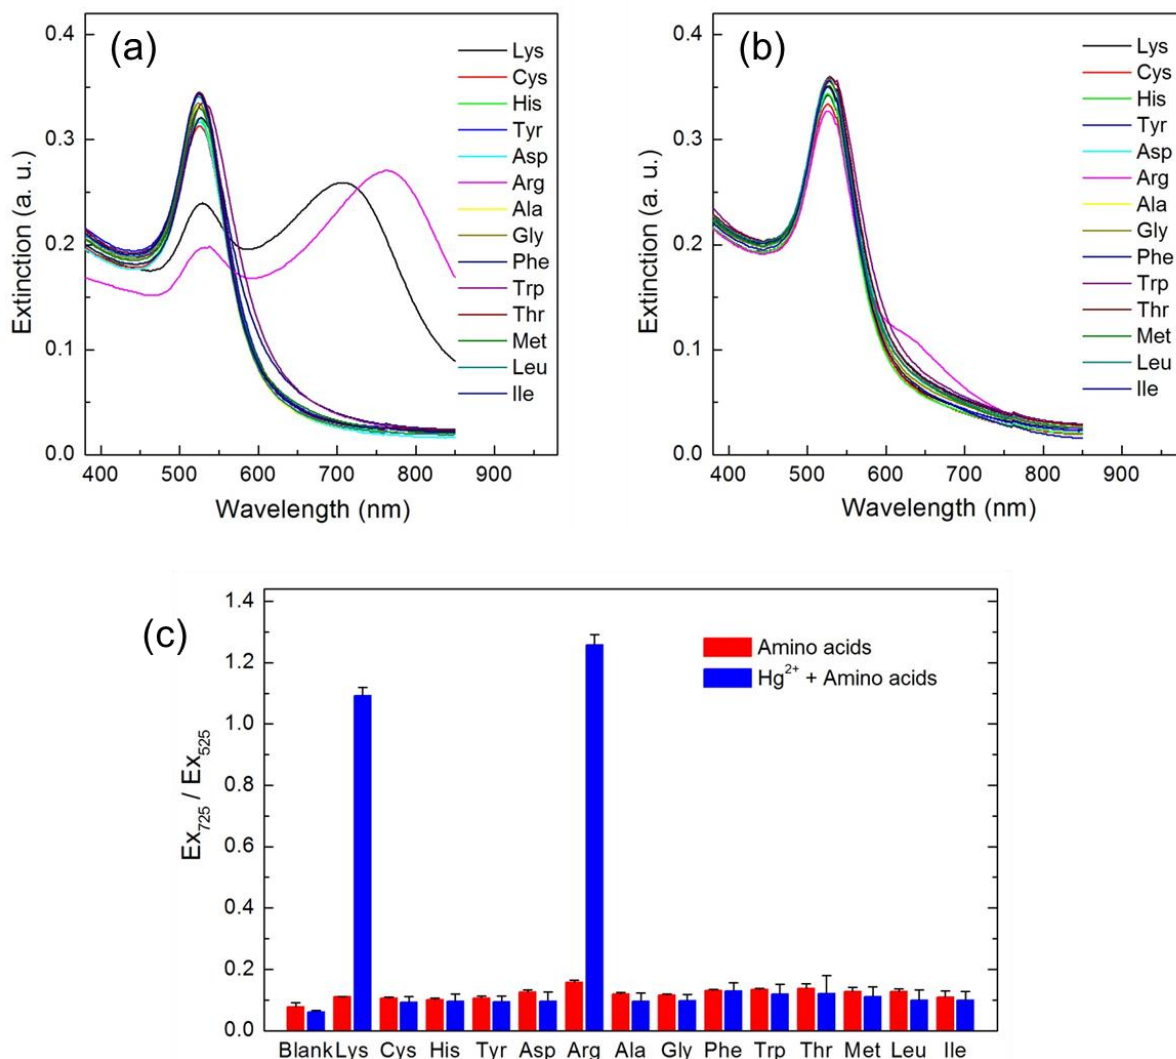 (a)
0.4
0.3
0.2
0.1
0.0
Extinction (a. u.)
400 500 600 700 800 900
Wavelength (nm)
Lys
Cys
His
Tyr
Asp
Arg
Ala
Gly
Phe
Trp
Thr
Met
Leu
Ile
(b)
0.4
0.3
0.2
0.1
0.0
Extinction (a. u.)
400 500 600 700 800 900
Wavelength (nm)
Lys
Cys
His
Tyr
Asp
Arg
Ala
Gly
Phe
Trp
Thr
Met
Leu
Ile
(c)
1.4
1.2
1.0
0.8
0.6
0.4
0.2
0.0
Ex₇₂₅ / Ex₅₂₅
Amino acids
Hg²⁺ + Amino acids
Blank Lys Cys His Tyr Asp Arg Ala Gly Phe Trp Thr Met Leu Ile